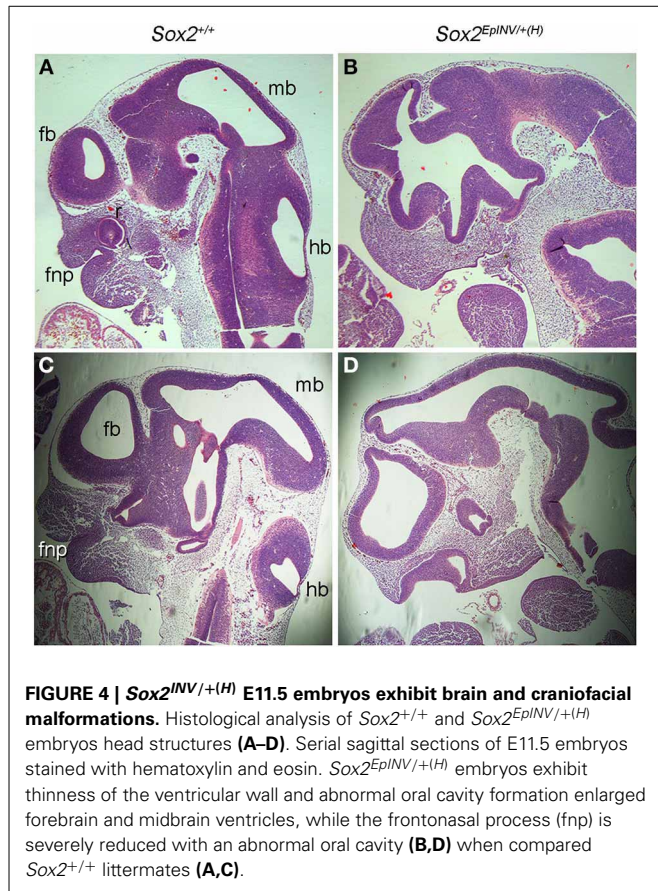 Sox2+/+ Sox2EpINV/+(H)
A B
mb
fb
r
hb
fnp
C D
mb
fb
fnp
hb
FIGURE 4 | Sox2INV/+(H) E11.5 embryos exhibit brain and craniofacial
malformations. Histological analysis of Sox2+/+ and Sox2EpINV/+(H)
embryos head structures (A–D). Serial sagittal sections of E11.5 embryos
stained with hematoxylin and eosin. Sox2EpINV/+(H) embryos exhibit
thinness of the ventricular wall and abnormal oral cavity formation enlarged
forebrain and midbrain ventricles, while the frontonasal process (fnp) is
severely reduced with an abnormal oral cavity (B,D) when compared
Sox2+/+ littermates (A,C).